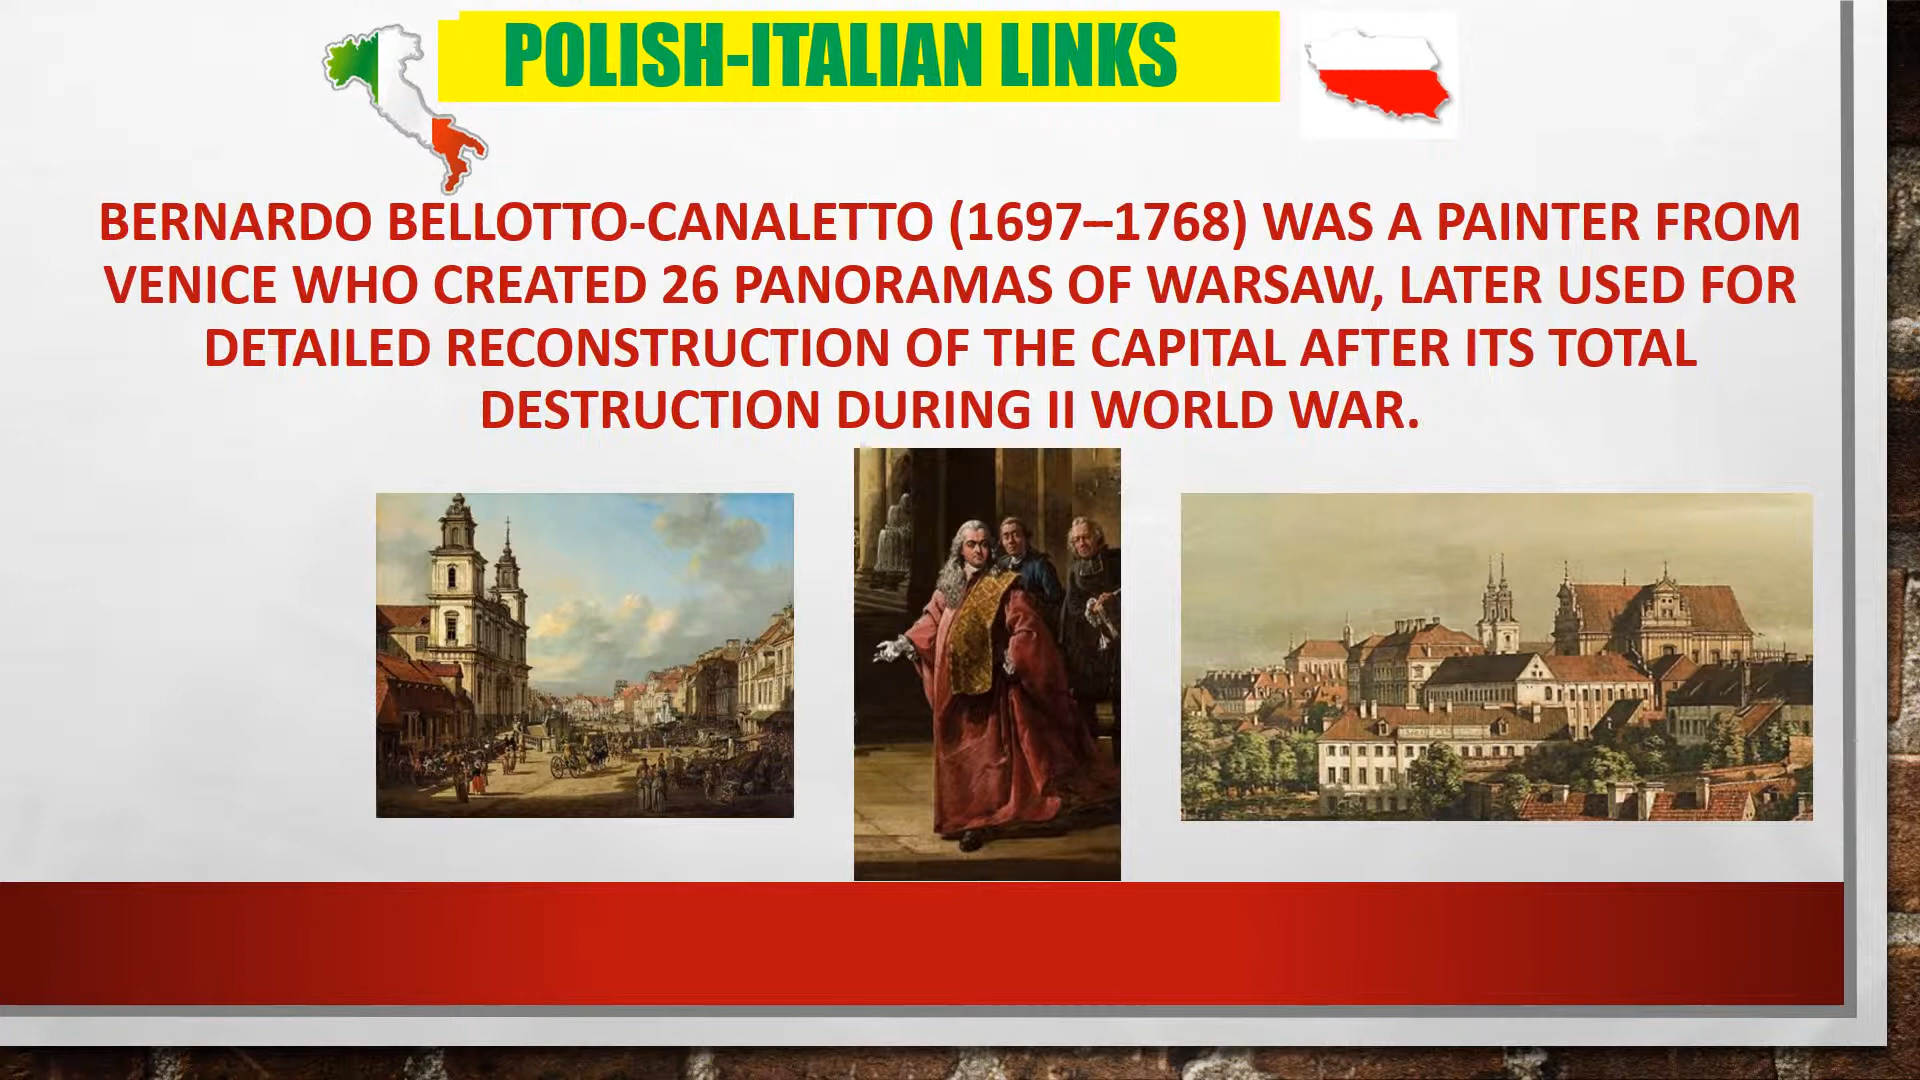 POLISH-ITALIAN LINKS
BERNARDO BELLOTTO-CANALETTO (1697–1768) WAS A PAINTER FROM
VENICE WHO CREATED 26 PANORAMAS OF WARSAW, LATER USED FOR
DETAILED RECONSTRUCTION OF THE CAPITAL AFTER ITS TOTAL
DESTRUCTION DURING II WORLD WAR.